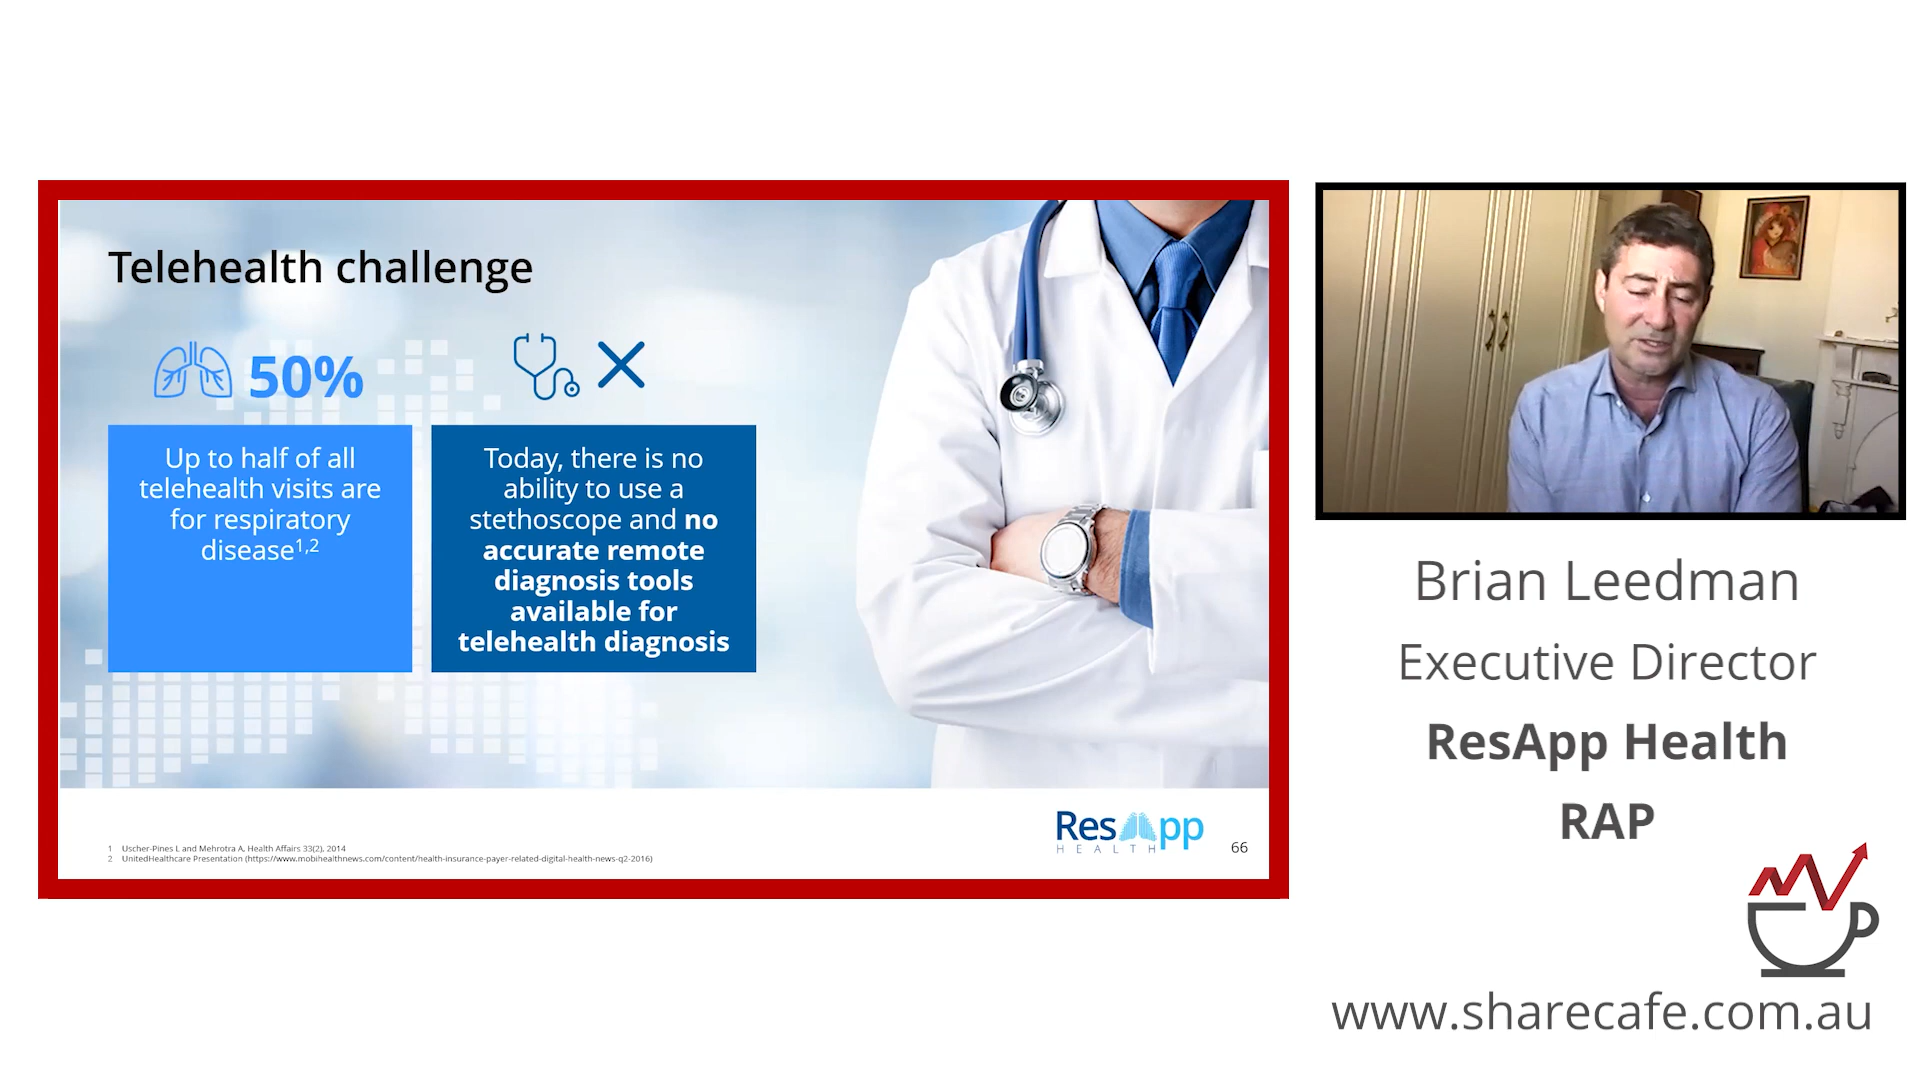 Telehealth challenge
50%
Up to half of all
telehealth visits are
for respiratory
disease1,2
Today, there is no
ability to use a
stethoscope and no
accurate remote
diagnosis tools
available for
telehealth diagnosis
1 Uscher-Pines L and Mehrotra A, Health Affairs 33(2), 2014
2 UnitedHealthcare Presentation (https://www.mobihealthnews.com/content/health-insurance-payer-related-digital-health-news-q2-2016)
ResApp
HEALTH
66
Brian Leedman
Executive Director
ResApp Health
RAP
www.sharecafe.com.au